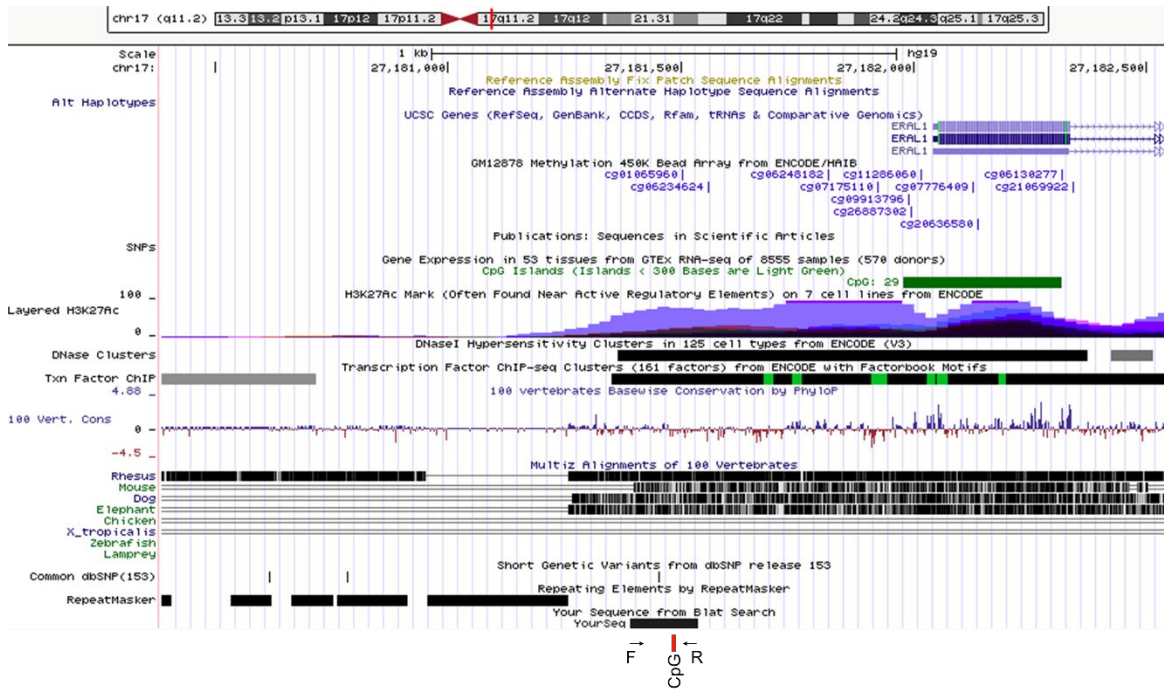 chr17 (q11.2) 13.3 13.2 p13.1 17p12 17p11.2 17q11.2 17q12 21.31 17q22 24.2 q24.3 q25.1 17q25.3
Scale 1 kb hg19
chr17: 27,181,000 27,181,500 27,182,000 27,182,500
Reference Assembly Fix Patch Sequence Alignments
Reference Assembly Alternate Haplotype Sequence Alignments
Alt Haplotypes
UCSC Genes (RefSeq, GenBank, CCDS, Rfam, tRNAs & Comparative Genomics)
ERAL1
ERAL1
ERAL1
GM12878 Methylation 450K Bead Array from ENCODE/HAIB
cg01065960 cg06248182 cg11286060 cg06130277
cg06234624 cg07175110 cg07776409 cg21069922
cg09913796
cg26887302
cg20636580
Publications: Sequences in Scientific Articles
SNPs
Gene Expression in 53 tissues from GTEx RNA-seq of 8555 samples (570 donors)
CpG Islands (Islands < 300 Bases are Light Green)
CpG: 29
H3K27Ac Mark (Often Found Near Active Regulatory Elements) on 7 cell lines from ENCODE
100 _
Layered H3K27Ac
0 _
DNaseI Hypersensitivity Clusters in 125 cell types from ENCODE (V3)
DNase Clusters
Transcription Factor ChIP-seq Clusters (161 factors) from ENCODE with Factorbook Motifs
Txn Factor ChIP
4.88 _
100 vertebrates Basewise Conservation by PhyloP
100 Vert. Cons
0 -
-4.5 _
Multiz Alignments of 100 Vertebrates
Rhesus
Mouse
Dog
Elephant
Chicken
X_tropicalis
Zebrafish
Lamprey
Short Genetic Variants from dbSNP release 153
Common dbSNP(153)
Repeating Elements by RepeatMasker
RepeatMasker
Your Sequence from Blat Search
YourSeq
F CpG R